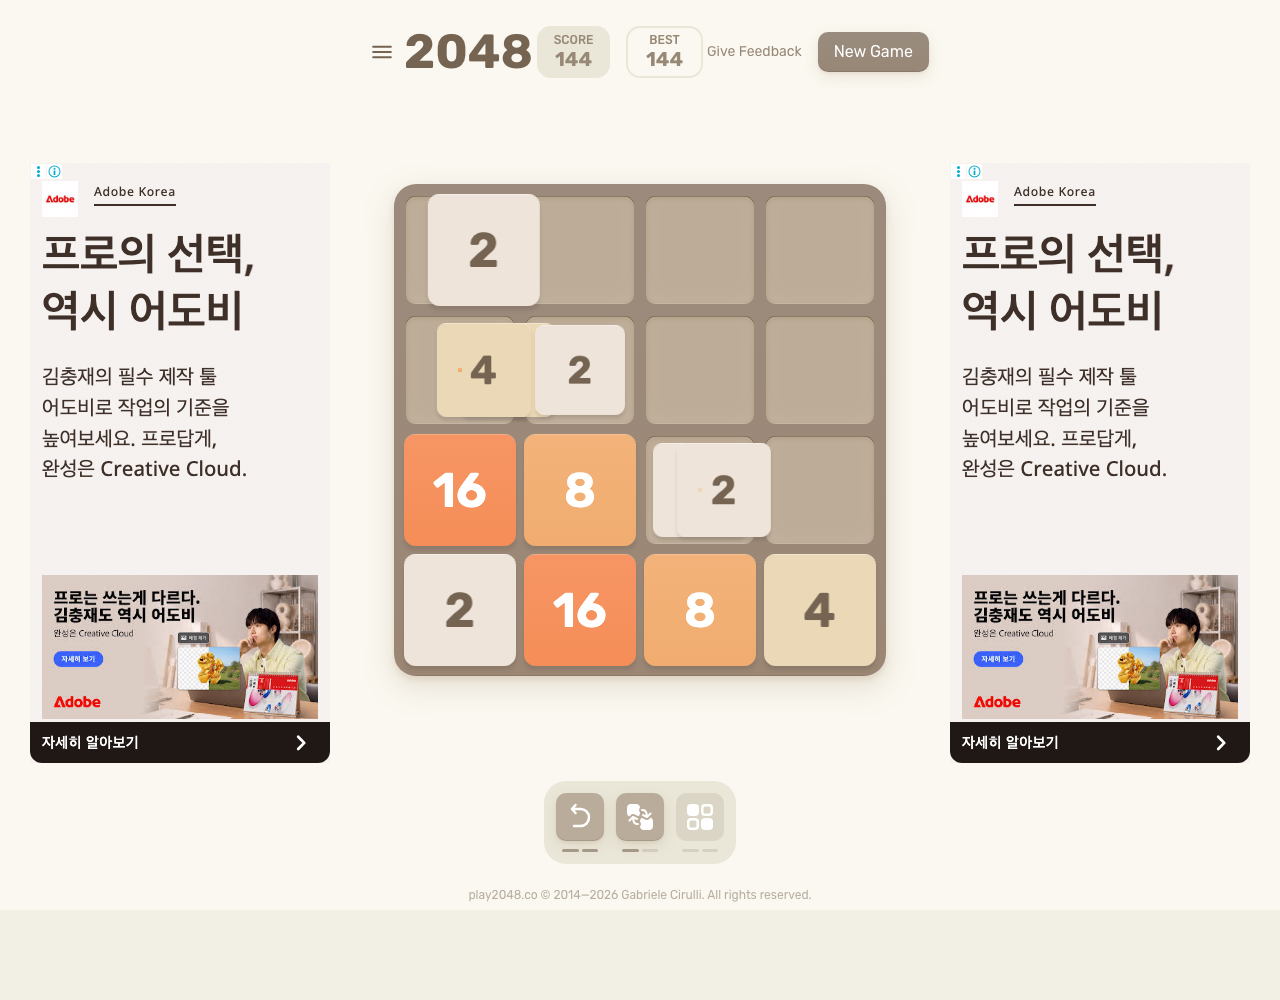 2048
SCORE
144
BEST
144
Give Feedback
New Game
Adobe
Adobe Korea
프로의 선택,
역시 어도비
김충재의 필수 제작 툴
어도비로 작업의 기준을
높여보세요. 프로답게,
완성은 Creative Cloud.
프로는 쓰는게 다르다.
김충재도 역시 어도비
완성은 Creative Cloud
배경 제거
자세히 보기
Adobe
자세히 알아보기
2
4
2
16
8
2
2
16
8
4
Adobe
Adobe Korea
프로의 선택,
역시 어도비
김충재의 필수 제작 툴
어도비로 작업의 기준을
높여보세요. 프로답게,
완성은 Creative Cloud.
프로는 쓰는게 다르다.
김충재도 역시 어도비
완성은 Creative Cloud
배경 제거
자세히 보기
Adobe
자세히 알아보기
play2048.co © 2014–2026 Gabriele Cirulli. All rights reserved.